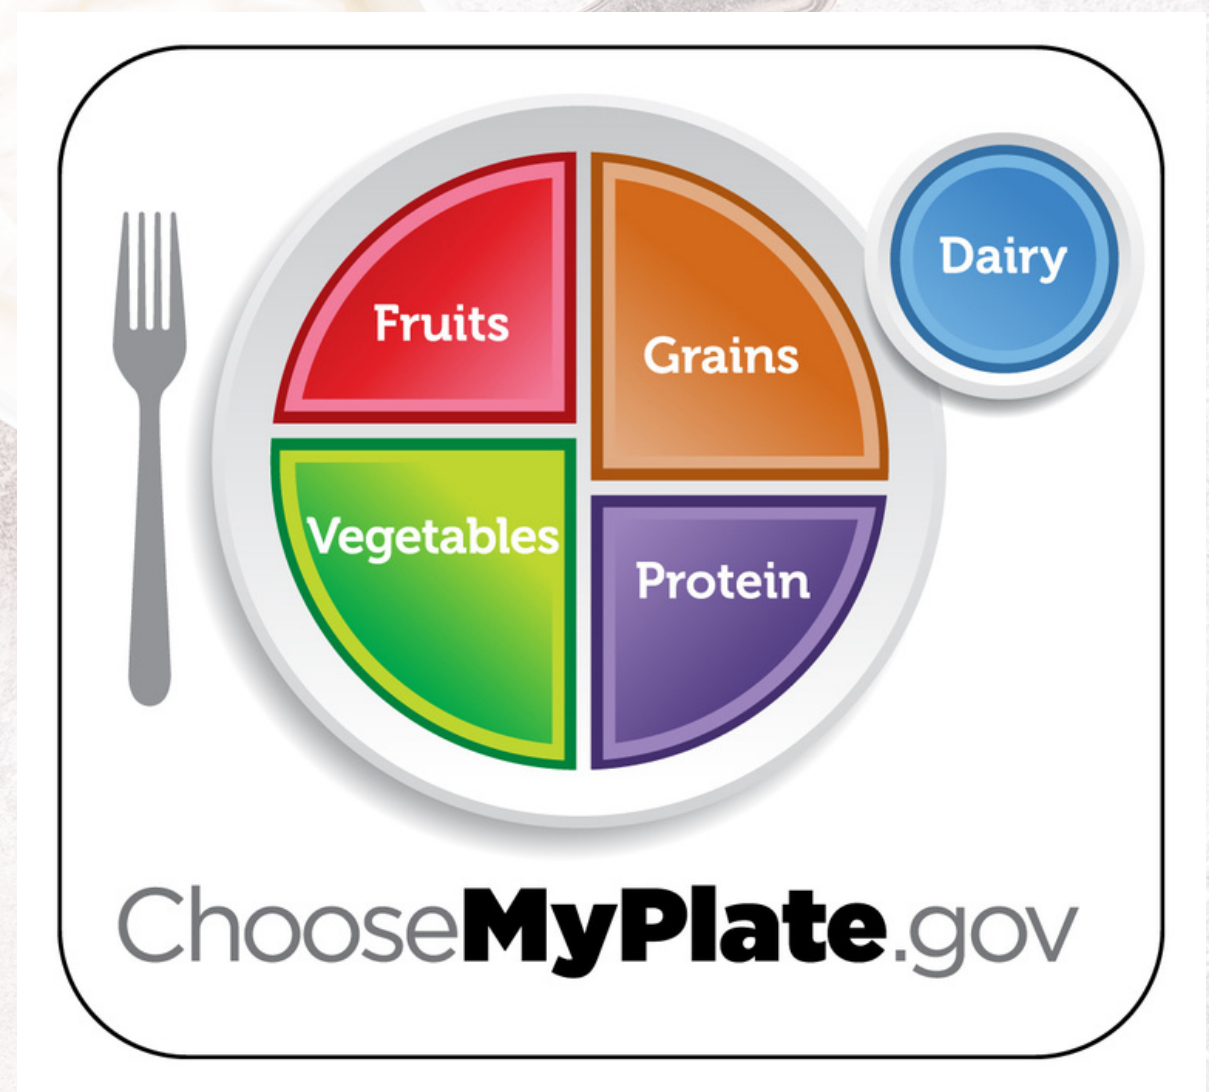 Fruits
Grains
Dairy
Vegetables
Protein
ChooseMyPlate.gov